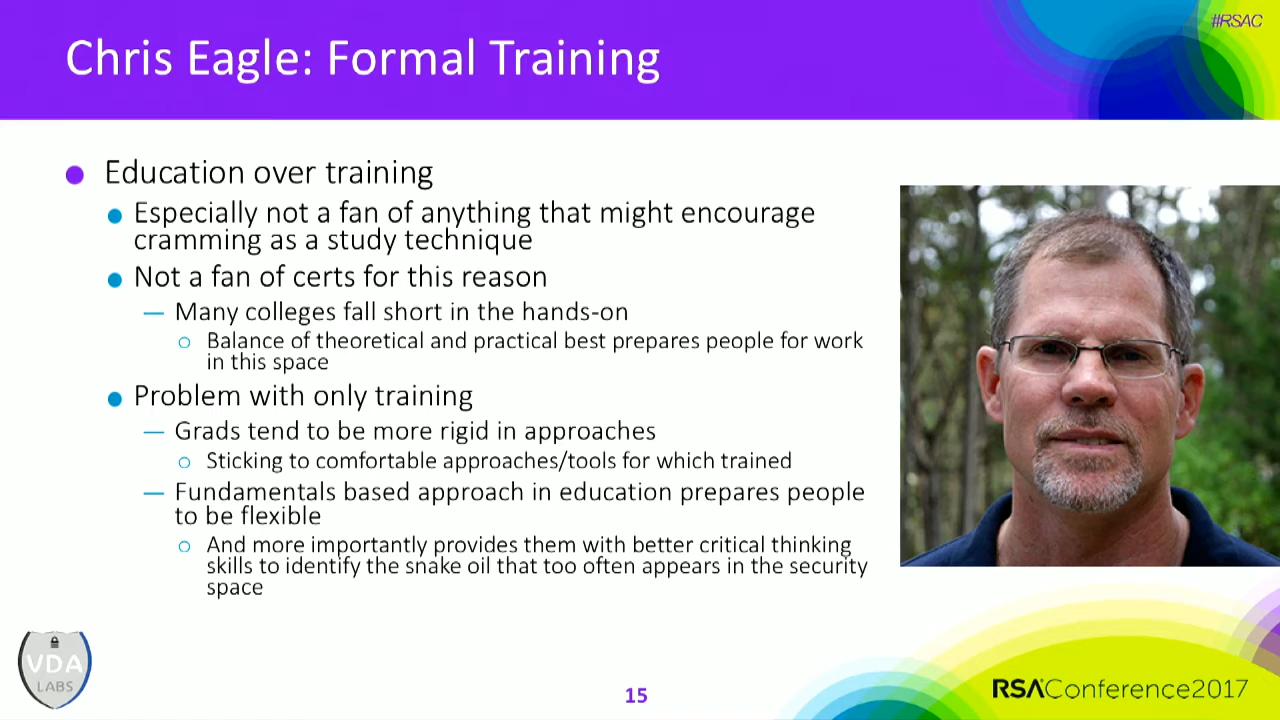 #RSAC
Chris Eagle: Formal Training
Education over training
Especially not a fan of anything that might encourage
cramming as a study technique
Not a fan of certs for this reason
— Many colleges fall short in the hands-on
Balance of theoretical and practical best prepares people for work
in this space
Problem with only training
— Grads tend to be more rigid in approaches
Sticking to comfortable approaches/tools for which trained
— Fundamentals based approach in education prepares people
to be flexible
And more importantly provides them with better critical thinking
skills to identify the snake oil that too often appears in the security
space
VDA
LABS
15
RSAConference2017